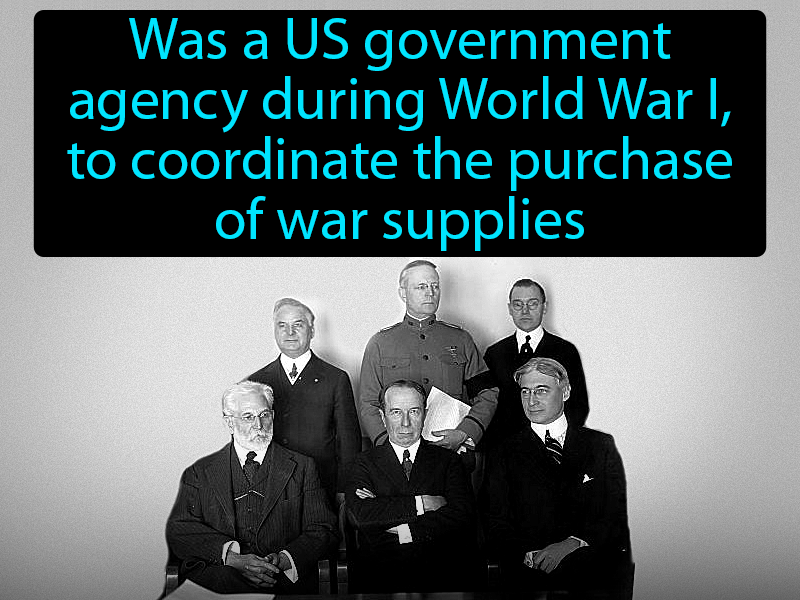 Was a US government
agency during World War I,
to coordinate the purchase
of war supplies